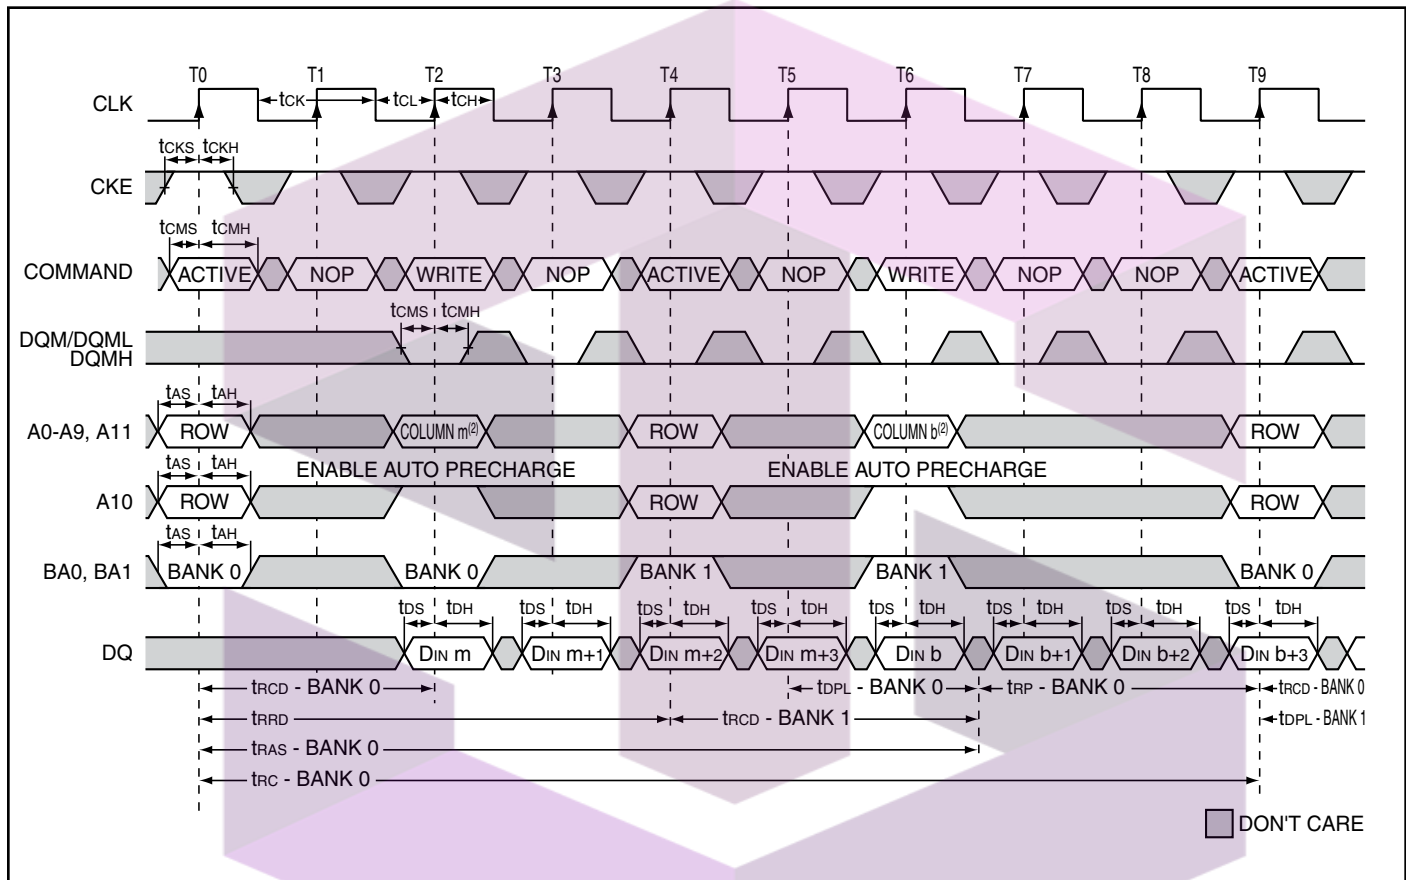 T0 T1 T2 T3 T4 T5 T6 T7 T8 T9
CLK tCK tCL tCH
tCKS tCKH
CKE
tCMS tCMH
COMMAND ACTIVE NOP WRITE NOP ACTIVE NOP WRITE NOP NOP ACTIVE
tCMS tCMH
DQM/DQML
DQMH
tAS tAH
A0-A9, A11 ROW COLUMN m(2) ROW COLUMN b(2) ROW
tAS tAH ENABLE AUTO PRECHARGE ENABLE AUTO PRECHARGE
A10 ROW ROW ROW
tAS tAH
BA0, BA1 BANK 0 BANK 0 BANK 1 BANK 1 BANK 0
tDS tDH tDS tDH tDS tDH tDS tDH tDS tDH tDS tDH tDS tDH tDS tDH
DQ DIN m DIN m+1 DIN m+2 DIN m+3 DIN b DIN b+1 DIN b+2 DIN b+3
tRCD - BANK 0 tDPL - BANK 0 tRP - BANK 0 tRCD - BANK 0
tRRD tRCD - BANK 1 tDPL - BANK 1
tRAS - BANK 0
tRC - BANK 0
DON'T CARE